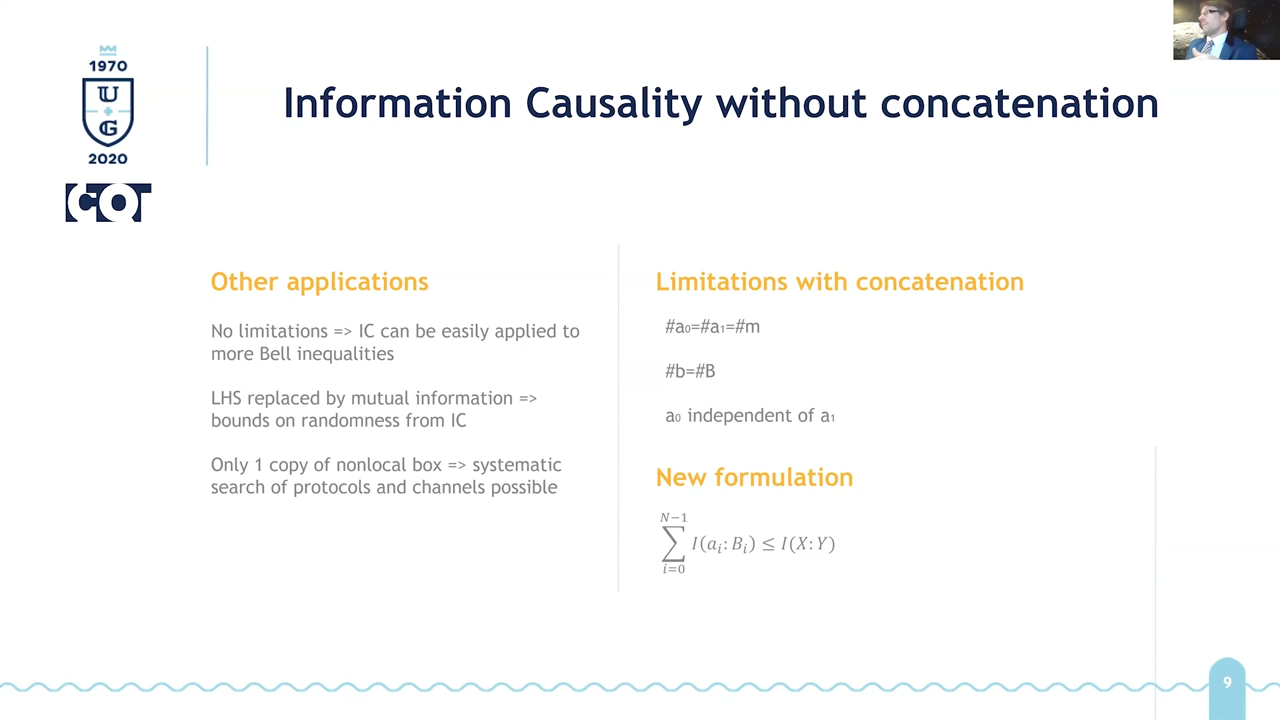 1970
UG
2020
ICQT
Information Causality without concatenation
Other applications
No limitations => IC can be easily applied to
more Bell inequalities
LHS replaced by mutual information =>
bounds on randomness from IC
Only 1 copy of nonlocal box => systematic
search of protocols and channels possible
Limitations with concatenation
#a₀=#a₁=#m
#b=#B
a₀ independent of a₁
New formulation
∑_{i=0}^{N−1} I(aᵢ: Bᵢ) ≤ I(X: Y)
9